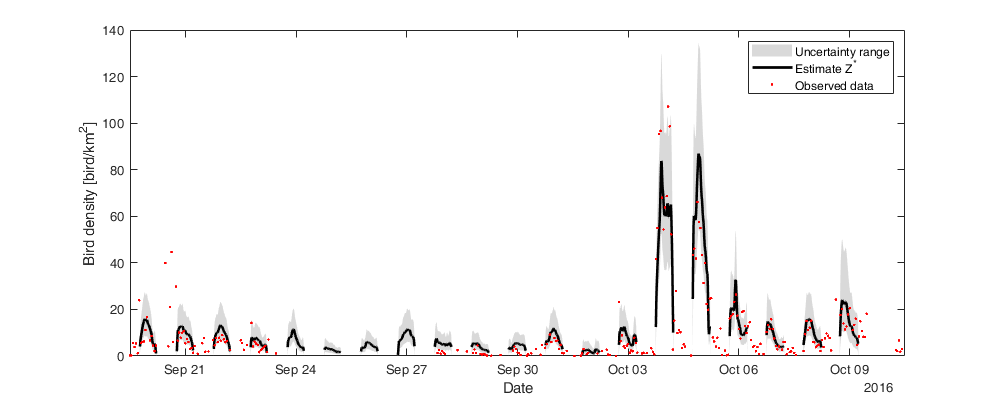 140
120
100
80
60
40
20
0
Bird density [bird/km²]
Uncertainty range
Estimate Z*
Observed data
Sep 21 Sep 24 Sep 27 Sep 30 Oct 03 Oct 06 Oct 09
Date
2016